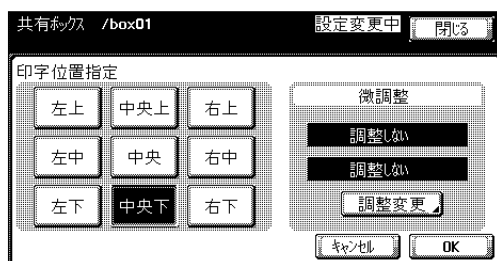 共有ﾎﾞｯｸｽ /box01 設定変更中 閉じる
印字位置指定
微調整
左上 中央上 右上
調整しない
左中 中央 右中
調整しない
左下 中央下 右下
調整変更
ｷｬﾝｾﾙ OK